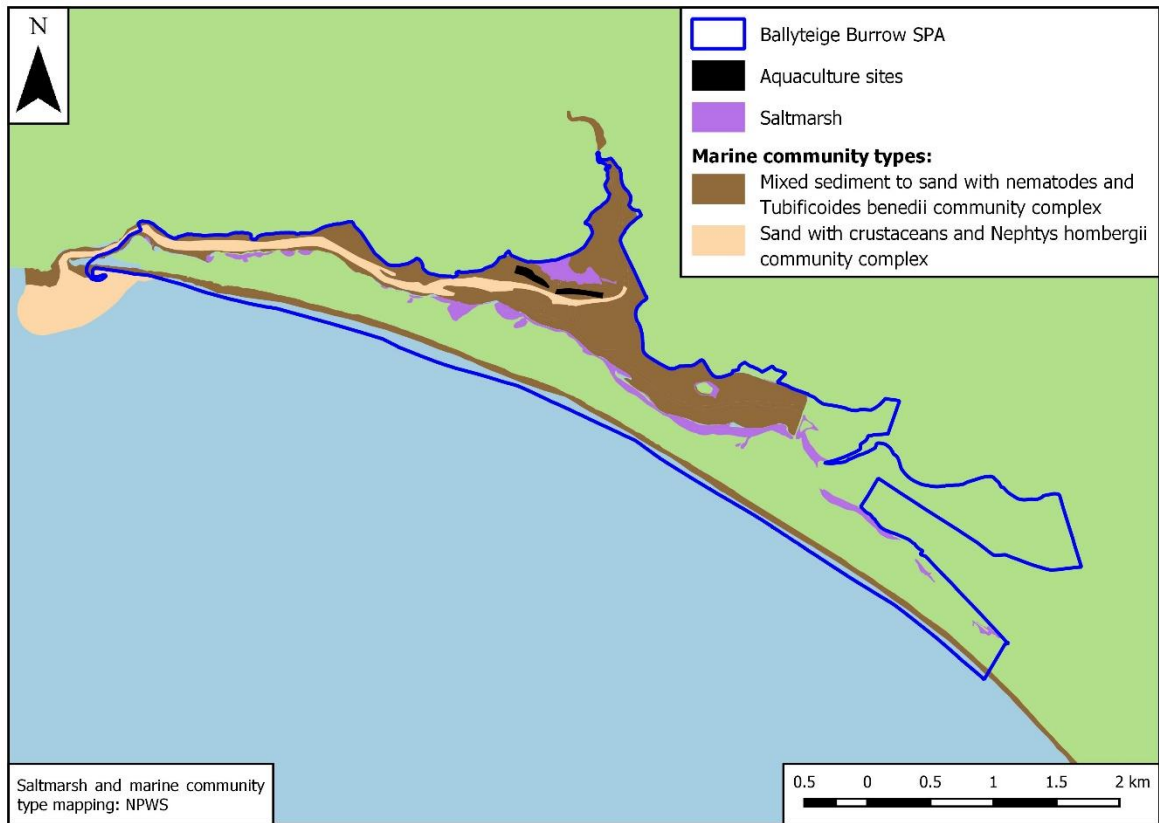 N
Ballyteige Burrow SPA
Aquaculture sites
Saltmarsh
Marine community types:
Mixed sediment to sand with nematodes and
Tubificoides benedii community complex
Sand with crustaceans and Nephtys hombergii
community complex
Saltmarsh and marine community
type mapping: NPWS
0.5 0 0.5 1 1.5 2 km